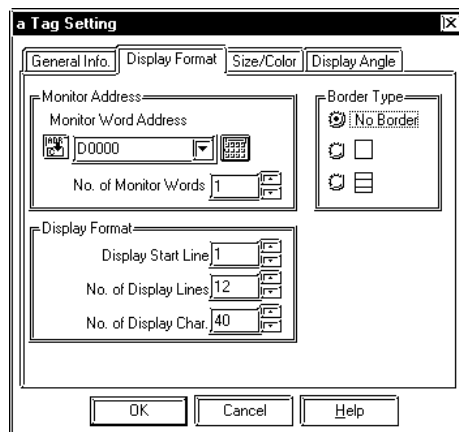 a Tag Setting
General Info.
Display Format
Size/Color
Display Angle
Monitor Address
Monitor Word Address
D0000
No. of Monitor Words 1
Border Type
No Border
Display Format
Display Start Line 1
No. of Display Lines 12
No. of Display Char. 40
OK
Cancel
Help